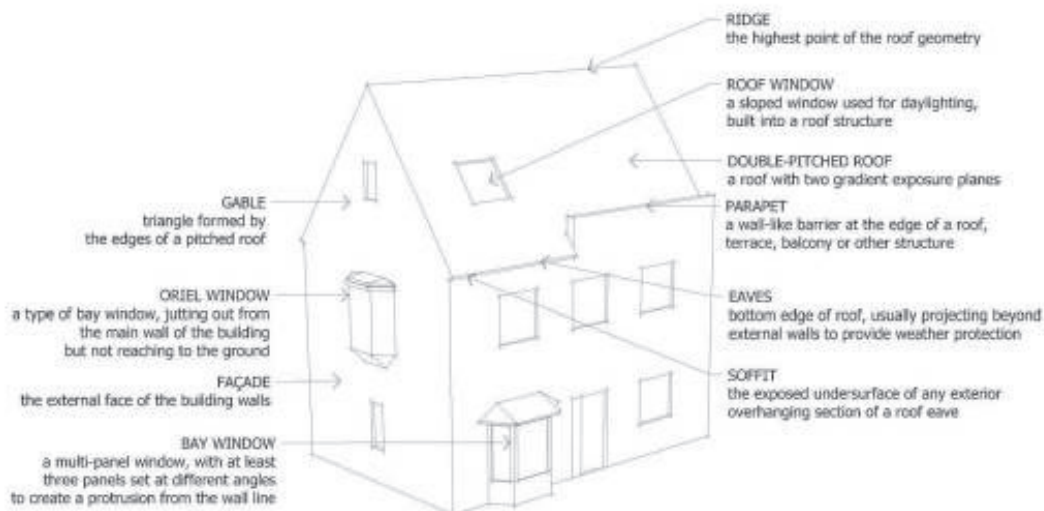 RIDGE
the highest point of the roof geometry
ROOF WINDOW
a sloped window used for daylighting,
built into a roof structure
DOUBLE-PITCHED ROOF
a roof with two gradient exposure planes
PARAPET
a wall-like barrier at the edge of a roof,
terrace, balcony or other structure
EAVES
bottom edge of roof, usually projecting beyond
external walls to provide weather protection
SOFFIT
the exposed undersurface of any exterior
overhanging section of a roof eave
GABLE
triangle formed by
the edges of a pitched roof
ORIEL WINDOW
a type of bay window, jutting out from
the main wall of the building
but not reaching to the ground
FAÇADE
the external face of the building walls
BAY WINDOW
a multi-panel window, with at least
three panels set at different angles
to create a protrusion from the wall line